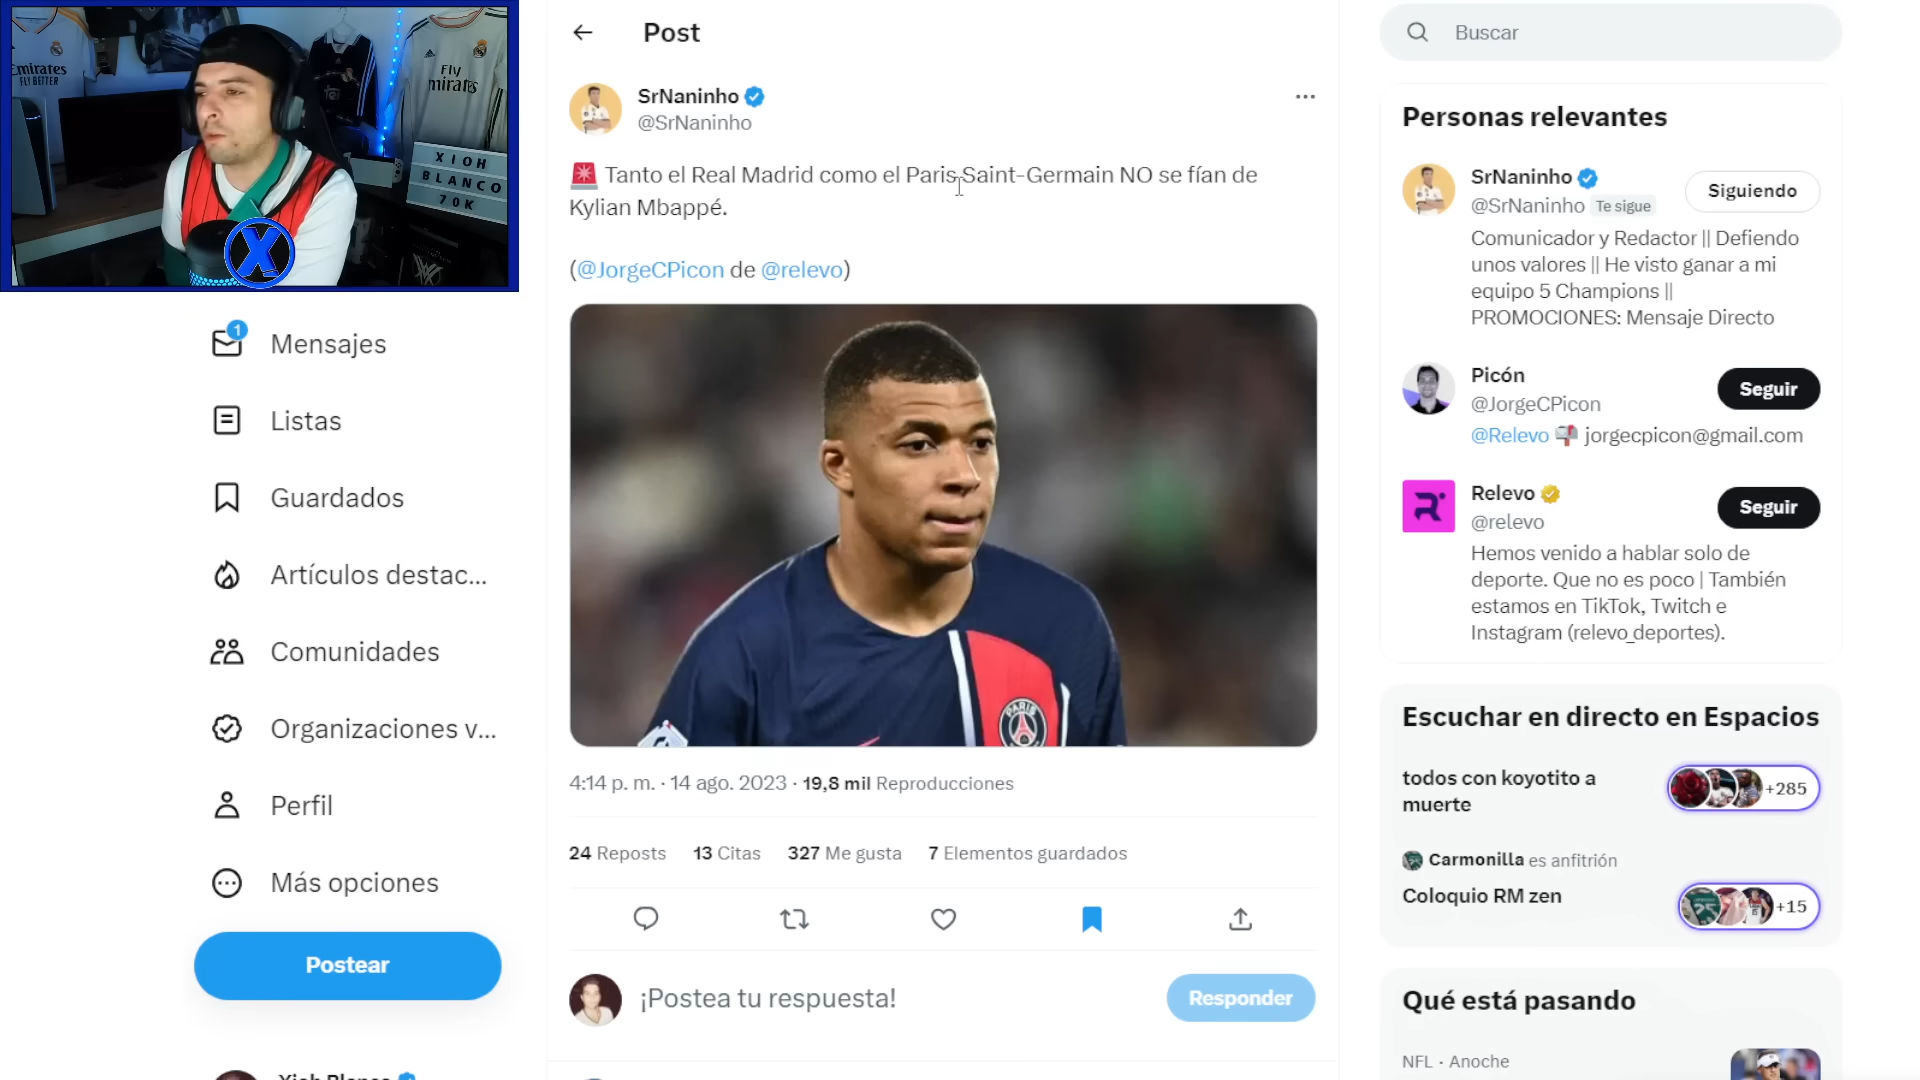 Emirates
FLY BETTER
Fly
XIOH
BLANCO
70K
X
Post
SrNaninho
@SrNaninho
Tanto el Real Madrid como el Paris Saint-Germain NO se fían de
Kylian Mbappé.
(@JorgeCPicon de @relevo)
PARIS
4:14 p. m. · 14 ago. 2023 · 19,8 mil Reproducciones
24 Reposts 13 Citas 327 Me gusta 7 Elementos guardados
¡Postea tu respuesta!
Responder
1
Mensajes
Listas
Guardados
Artículos destac...
Comunidades
Organizaciones v...
Perfil
Más opciones
Postear
Xioh Blanco
Buscar
Personas relevantes
SrNaninho
@SrNaninho Te sigue
Siguiendo
Comunicador y Redactor || Defiendo
unos valores || He visto ganar a mi
equipo 5 Champions ||
PROMOCIONES: Mensaje Directo
Picón
@JorgeCPicon
Seguir
@Relevo jorgecpicon@gmail.com
Relevo
@relevo
Seguir
Hemos venido a hablar solo de
deporte. Que no es poco | También
estamos en TikTok, Twitch e
Instagram (relevo_deportes).
Escuchar en directo en Espacios
todos con koyotito a
muerte
+285
Carmonilla es anfitrión
Coloquio RM zen
+15
Qué está pasando
NFL · Anoche